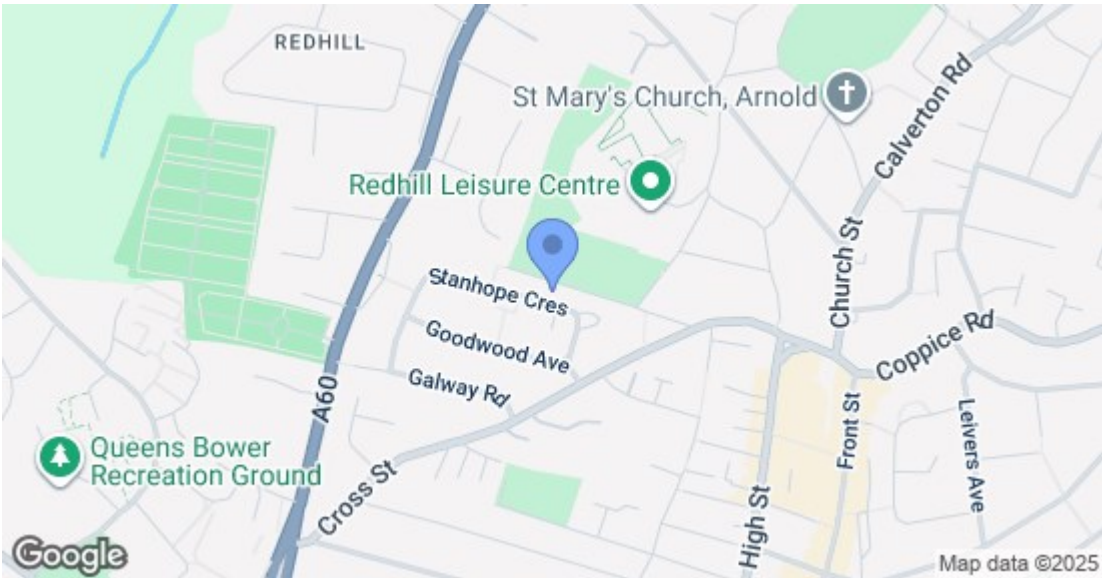 REDHILL
St Mary's Church, Arnold
Calverton Rd
Redhill Leisure Centre
Church St
Stanhope Cres
Goodwood Ave
Coppice Rd
Galway Rd
A60
Front St
Leivers Ave
Queens Bower
Recreation Ground
Cross St
High St
Google
Map data ©2025